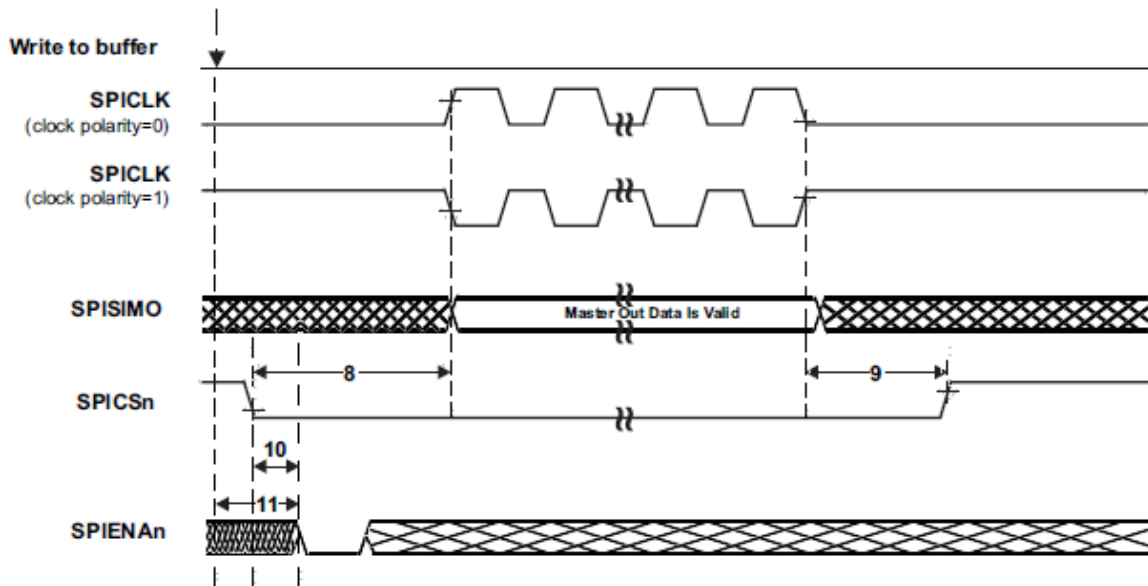 Write to buffer
SPICLK
(clock polarity=0)
SPICLK
(clock polarity=1)
SPISIMO
Master Out Data Is Valid
8
9
SPICSn
10
11
SPIENAn